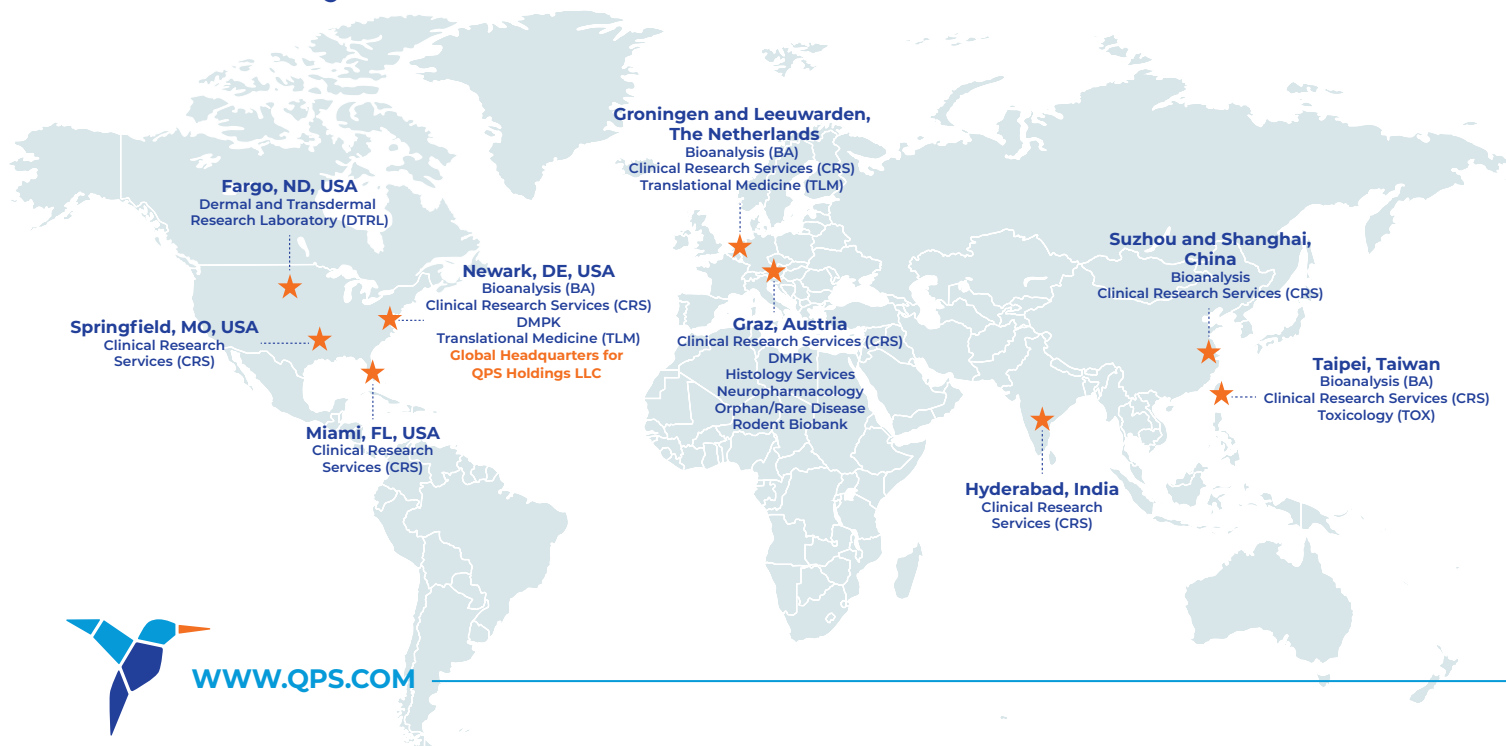 Groningen and Leeuwarden,
The Netherlands
Bioanalysis (BA)
Clinical Research Services (CRS)
Translational Medicine (TLM)
Fargo, ND, USA
Dermal and Transdermal
Research Laboratory (DTRL)
Suzhou and Shanghai,
China
Bioanalysis
Clinical Research Services (CRS)
Newark, DE, USA
Bioanalysis (BA)
Clinical Research Services (CRS)
DMPK
Translational Medicine (TLM)
Global Headquarters for
QPS Holdings LLC
Springfield, MO, USA
Clinical Research
Services (CRS)
Graz, Austria
Clinical Research Services (CRS)
DMPK
Histology Services
Neuropharmacology
Orphan/Rare Disease
Rodent Biobank
Taipei, Taiwan
Bioanalysis (BA)
Clinical Research Services (CRS)
Toxicology (TOX)
Miami, FL, USA
Clinical Research
Services (CRS)
Hyderabad, India
Clinical Research
Services (CRS)
WWW.QPS.COM